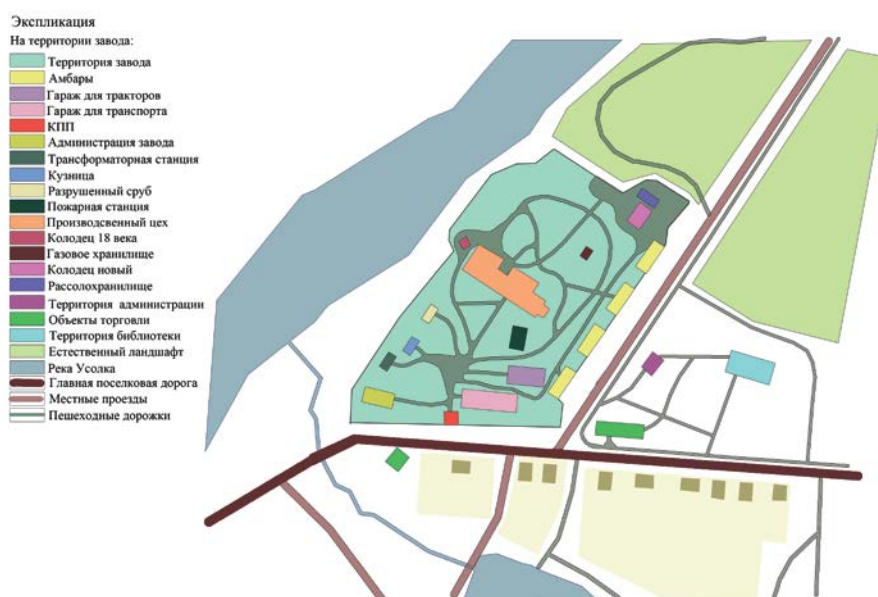 Экспликация
На территории завода:
Территория завода
Амбары
Гараж для тракторов
Гараж для транспорта
КПП
Администрация завода
Трансформаторная станция
Кузница
Разрушенный сруб
Пожарная станция
Производсвенный цех
Колодец 18 века
Газовое хранилище
Колодец новый
Рассолохранилище
Территория администрации
Объекты торговли
Территория библиотеки
Естественный ландшафт
Река Усолка
Главная поселковая дорога
Местные проезды
Пешеходные дорожки